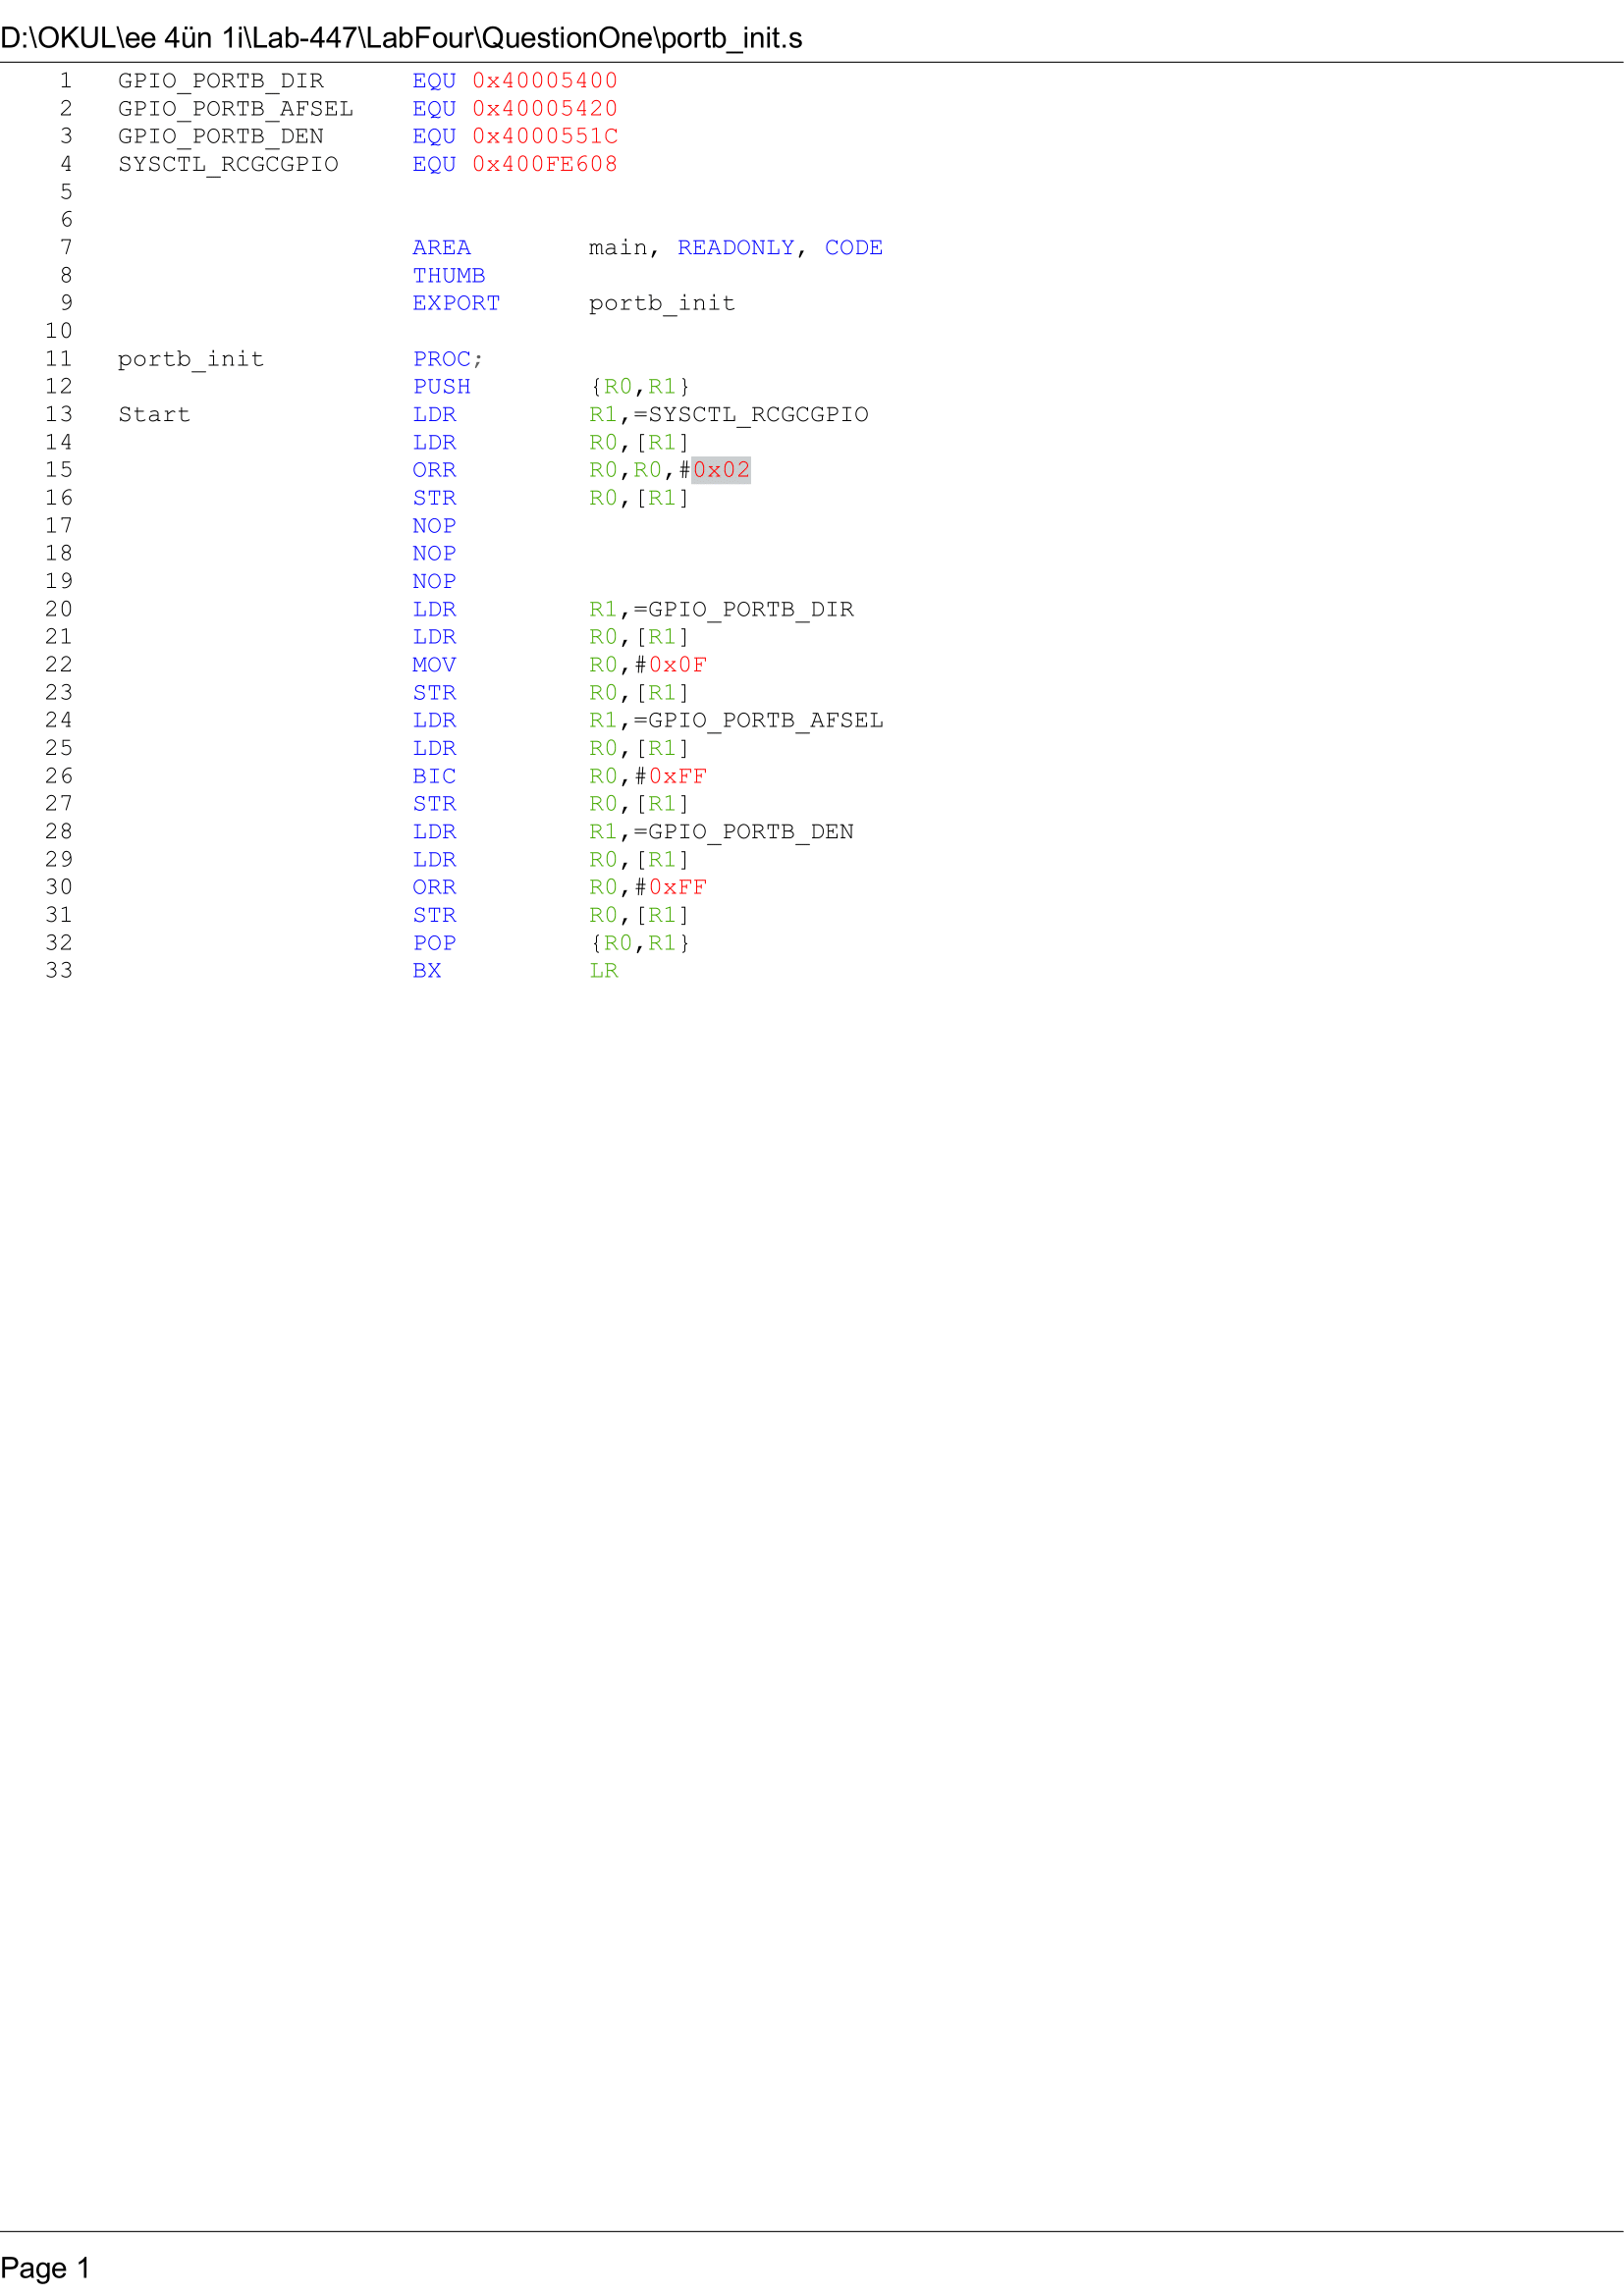 D:\OKUL\ee 4ün 1i\Lab-447\LabFour\QuestionOne\portb_init.s
1 GPIO_PORTB_DIR EQU 0x40005400
2 GPIO_PORTB_AFSEL EQU 0x40005420
3 GPIO_PORTB_DEN EQU 0x4000551C
4 SYSCTL_RCGCGPIO EQU 0x400FE608
5
6
7 AREA main, READONLY, CODE
8 THUMB
9 EXPORT portb_init
10
11 portb_init PROC;
12 PUSH {R0,R1}
13 Start LDR R1,=SYSCTL_RCGCGPIO
14 LDR R0,[R1]
15 ORR R0,R0,#0x02
16 STR R0,[R1]
17 NOP
18 NOP
19 NOP
20 LDR R1,=GPIO_PORTB_DIR
21 LDR R0,[R1]
22 MOV R0,#0x0F
23 STR R0,[R1]
24 LDR R1,=GPIO_PORTB_AFSEL
25 LDR R0,[R1]
26 BIC R0,#0xFF
27 STR R0,[R1]
28 LDR R1,=GPIO_PORTB_DEN
29 LDR R0,[R1]
30 ORR R0,#0xFF
31 STR R0,[R1]
32 POP {R0,R1}
33 BX LR
Page 1